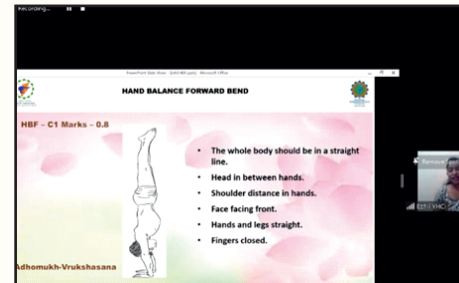 Recording...
PowerPoint Slide Show
Microsoft Office
HAND BALANCE FORWARD BEND
HBF – C1 Marks – 0.8
• The whole body should be in a straight
line.
• Head in between hands.
• Shoulder distance in hands.
• Face facing front.
• Hands and legs straight.
• Fingers closed.
Adhomukh-Vrukshasana